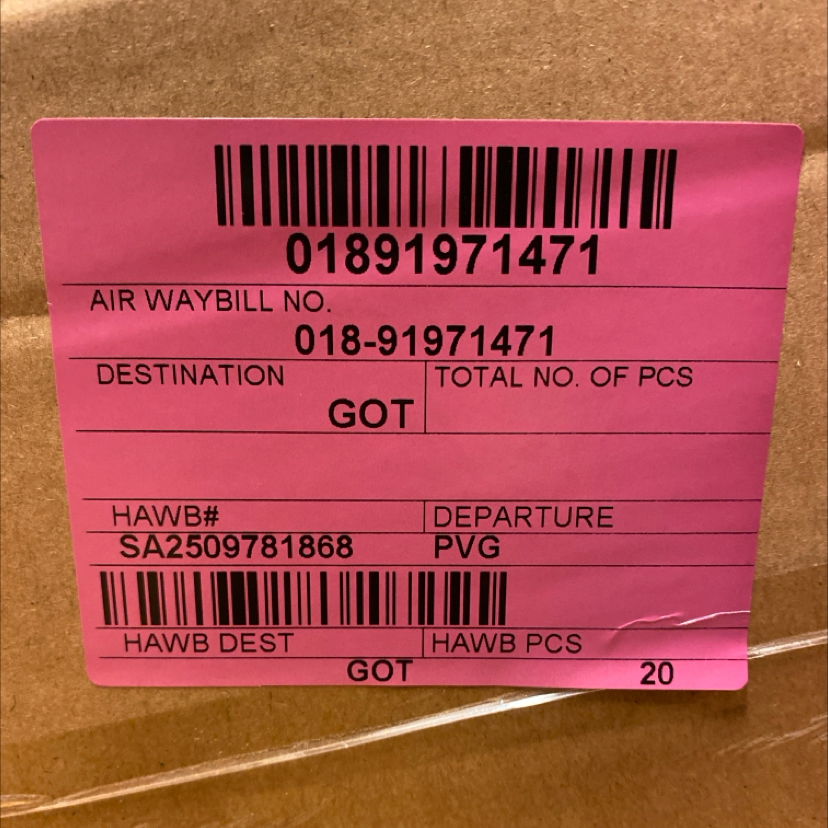 01891971471
AIR WAYBILL NO.
018-91971471
DESTINATION TOTAL NO. OF PCS
GOT
HAWB# DEPARTURE
SA2509781868 PVG
HAWB DEST HAWB PCS
GOT 20